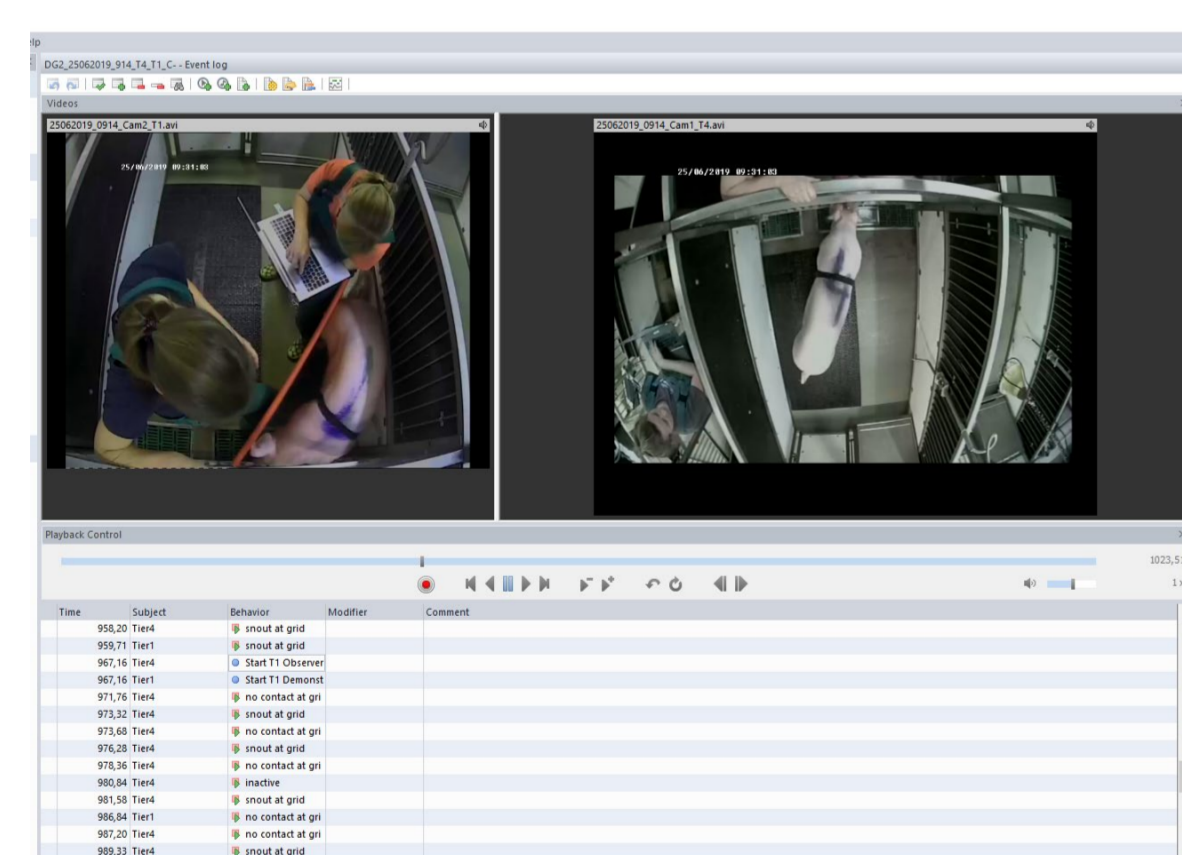 elp
DG2_25062019_914_T4_T1_C- - Event log
Videos
25062019_0914_Cam2_T1.avi
25062019_0914_Cam1_T4.avi
25/06/2019 09:31:03
25/06/2019 09:31:03
Playback Control
1023,5
1x
Time Subject Behavior Modifier Comment
958,20 Tier4 snout at grid
959,71 Tier1 snout at grid
967,16 Tier4 Start T1 Observer
967,16 Tier1 Start T1 Demonst
971,76 Tier4 no contact at gri
973,32 Tier4 snout at grid
973,68 Tier4 no contact at gri
976,28 Tier4 snout at grid
978,36 Tier4 no contact at gri
980,84 Tier4 inactive
981,58 Tier4 snout at grid
986,84 Tier1 no contact at gri
987,20 Tier4 no contact at gri
989,33 Tier4 snout at grid